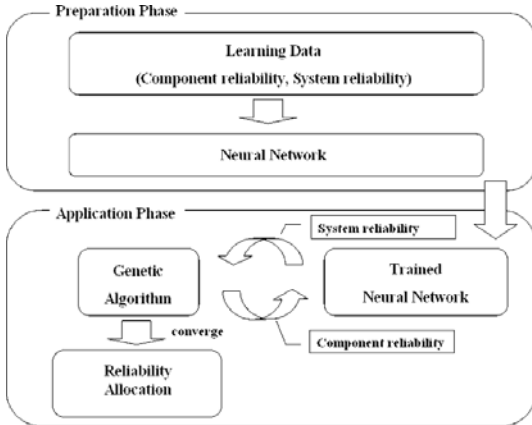 Preparation Phase
Learning Data
(Component reliability, System reliability)
Neural Network
Application Phase
System reliability
Genetic
Algorithm
Trained
Neural Network
converge
Component reliability
Reliability
Allocation